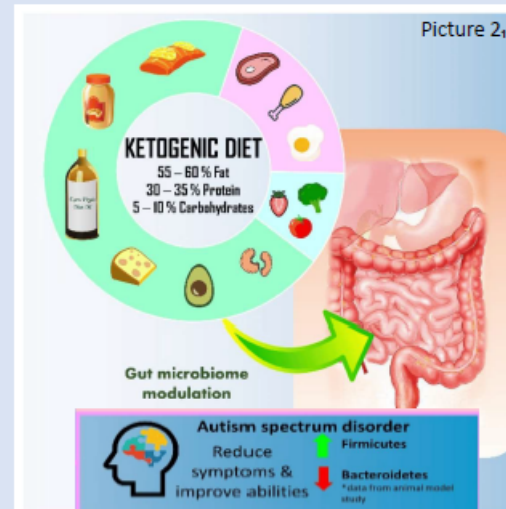 Picture 2
KETOGENIC DIET
55 – 60 % Fat
30 – 35 % Protein
5 – 10 % Carbohydrates
Gut microbiome
modulation
Autism spectrum disorder
Reduce
symptoms &
improve abilities
Firmicutes
Bacteroidetes
*data from animal model
study